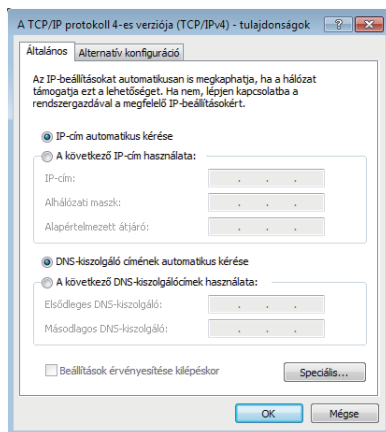 A TCP/IP protokoll 4-es verziója (TCP/IPv4) - tulajdonságok
Általános
Alternatív konfiguráció
Az IP-beállításokat automatikusan is megkaphatja, ha a hálózat
támogatja ezt a lehetőséget. Ha nem, lépjen kapcsolatba a
rendszergazdával a megfelelő IP-beállításokért.
IP-cím automatikus kérése
A következő IP-cím használata:
IP-cím:
Alhálózati maszk:
Alapértelmezett átjáró:
DNS-kiszolgáló címének automatikus kérése
A következő DNS-kiszolgálócímek használata:
Elsődleges DNS-kiszolgáló:
Másodlagos DNS-kiszolgáló:
Beállítások érvényesítése kilépéskor
Speciális...
OK
Mégse